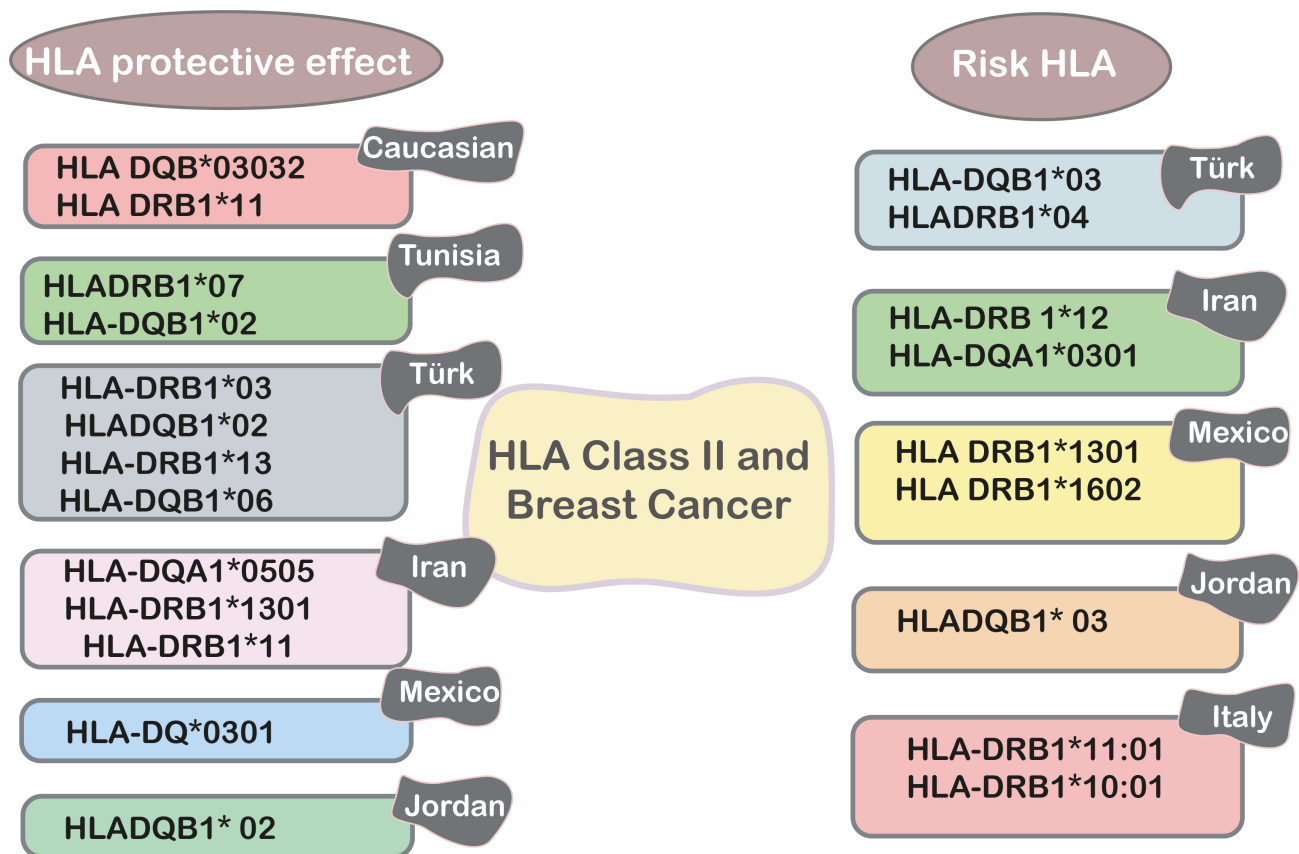 HLA protective effect
Caucasian
HLA DQB*03032
HLA DRB1*11
Tunisia
HLADRB1*07
HLA-DQB1*02
Türk
HLA-DRB1*03
HLADQB1*02
HLA-DRB1*13
HLA-DQB1*06
Iran
HLA-DQA1*0505
HLA-DRB1*1301
HLA-DRB1*11
Mexico
HLA-DQ*0301
Jordan
HLADQB1* 02
HLA Class II and
Breast Cancer
Risk HLA
Türk
HLA-DQB1*03
HLADRB1*04
Iran
HLA-DRB 1*12
HLA-DQA1*0301
Mexico
HLA DRB1*1301
HLA DRB1*1602
Jordan
HLADQB1* 03
Italy
HLA-DRB1*11:01
HLA-DRB1*10:01